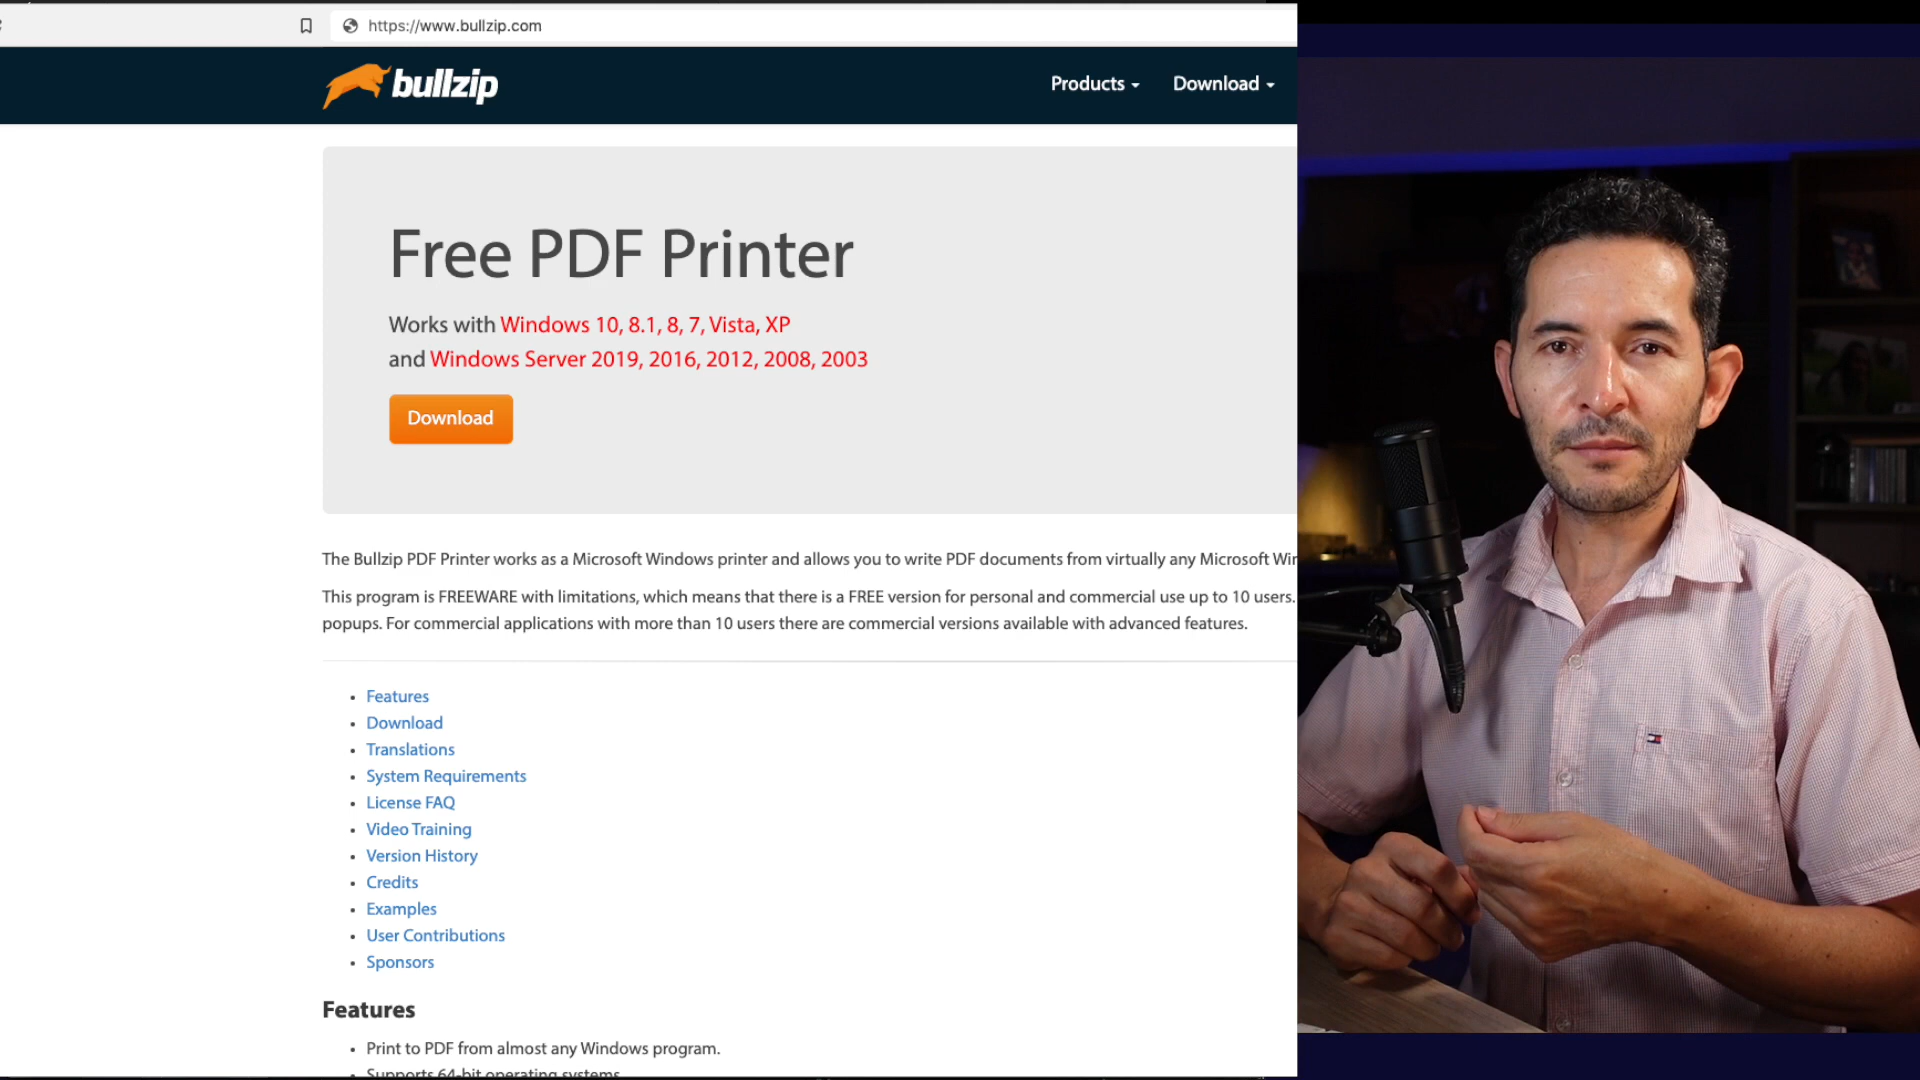 https://www.bullzip.com
bullzip
Products
Download
Free PDF Printer
Works with Windows 10, 8.1, 8, 7, Vista, XP
and Windows Server 2019, 2016, 2012, 2008, 2003
Download
The Bullzip PDF Printer works as a Microsoft Windows printer and allows you to write PDF documents from virtually any Microsoft
This program is FREEWARE with limitations, which means that there is a FREE version for personal and commercial use up to 10 users.
popups. For commercial applications with more than 10 users there are commercial versions available with advanced features.
Features
Download
Translations
System Requirements
License FAQ
Video Training
Version History
Credits
Examples
User Contributions
Sponsors
Features
Print to PDF from almost any Windows program.
Supports 64-bit operating systems.